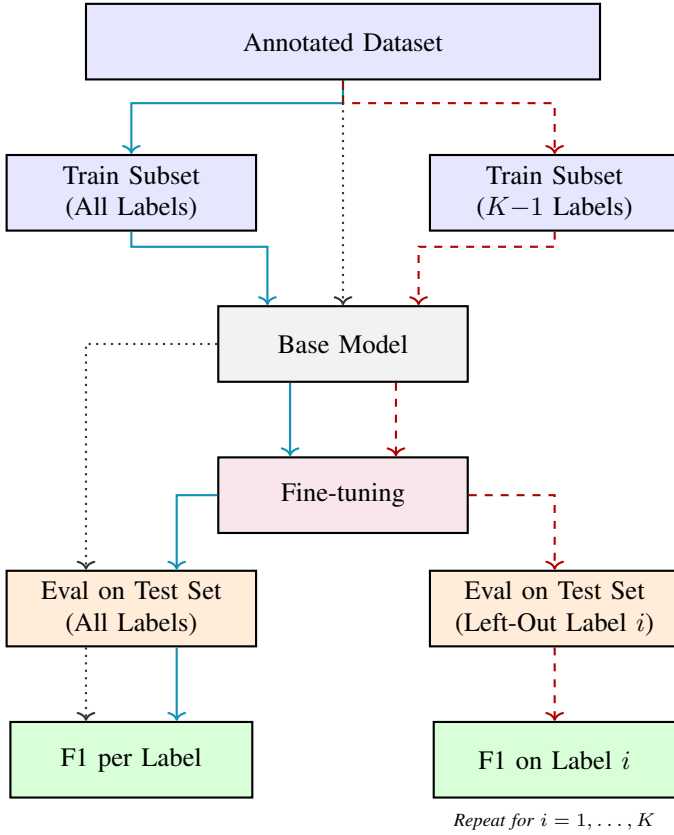 Annotated Dataset
Train Subset
(All Labels)
Train Subset
(K−1 Labels)
Base Model
Fine-tuning
Eval on Test Set
(All Labels)
Eval on Test Set
(Left-Out Label i)
F1 per Label
F1 on Label i
Repeat for i = 1, . . . , K